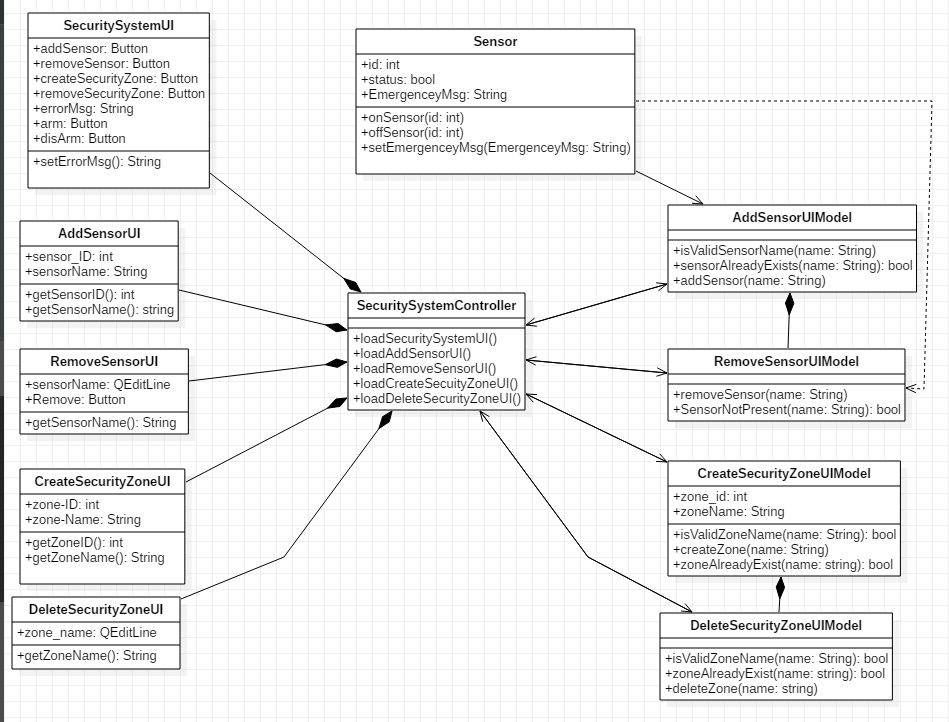 SecuritySystemUI
+addSensor: Button
+removeSensor: Button
+createSecurityZone: Button
+removeSecurityZone: Button
+errorMsg: String
+arm: Button
+disArm: Button
+setErrorMsg(): String
Sensor
+id: int
+status: bool
+EmergenceyMsg: String
+onSensor(id: int)
+offSensor(id: int)
+setEmergenceyMsg(EmergenceyMsg: String)
AddSensorUI
+sensor_ID: int
+sensorName: String
+getSensorID(): int
+getSensorName(): string
AddSensorUIModel
+isValidSensorName(name: String)
+sensorAlreadyExists(name: String): bool
+addSensor(name: String)
SecuritySystemController
+loadSecuritySystemUI()
+loadAddSensorUI()
+loadRemoveSensorUI()
+loadCreateSecuityZoneUI()
+loadDeleteSecurityZoneUI()
RemoveSensorUI
+sensorName: QEditLine
+Remove: Button
+getSensorName(): String
RemoveSensorUIModel
+removeSensor(name: String)
+SensorNotPresent(name: String): bool
CreateSecurityZoneUI
+zone-ID: int
+zone-Name: String
+getZoneID(): int
+getZoneName(): String
CreateSecurityZoneUIModel
+zone_id: int
+zoneName: String
+isValidZoneName(name: String): bool
+createZone(name: String)
+zoneAlreadyExist(name: string): bool
DeleteSecurityZoneUI
+zone_name: QEditLine
+getZoneName(): String
DeleteSecurityZoneUIModel
+isValidZoneName(name: String): bool
+zoneAlreadyExist(name: string): bool
+deleteZone(name: string)